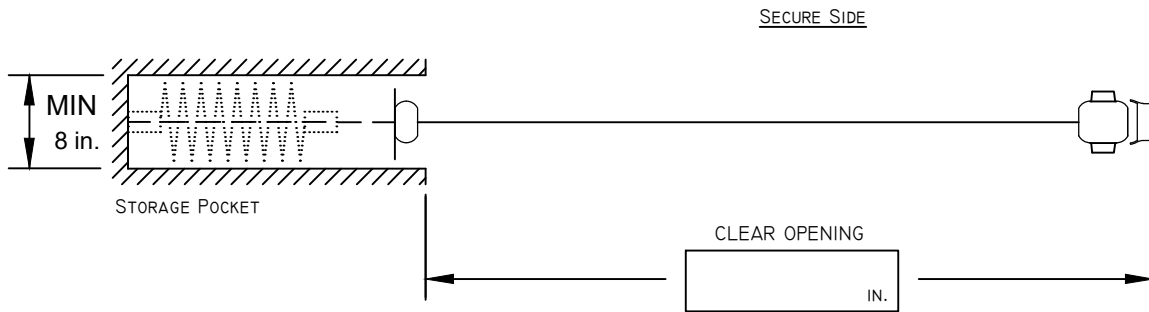 SECURE SIDE
MIN
8 in.
STORAGE POCKET
CLEAR OPENING
IN.